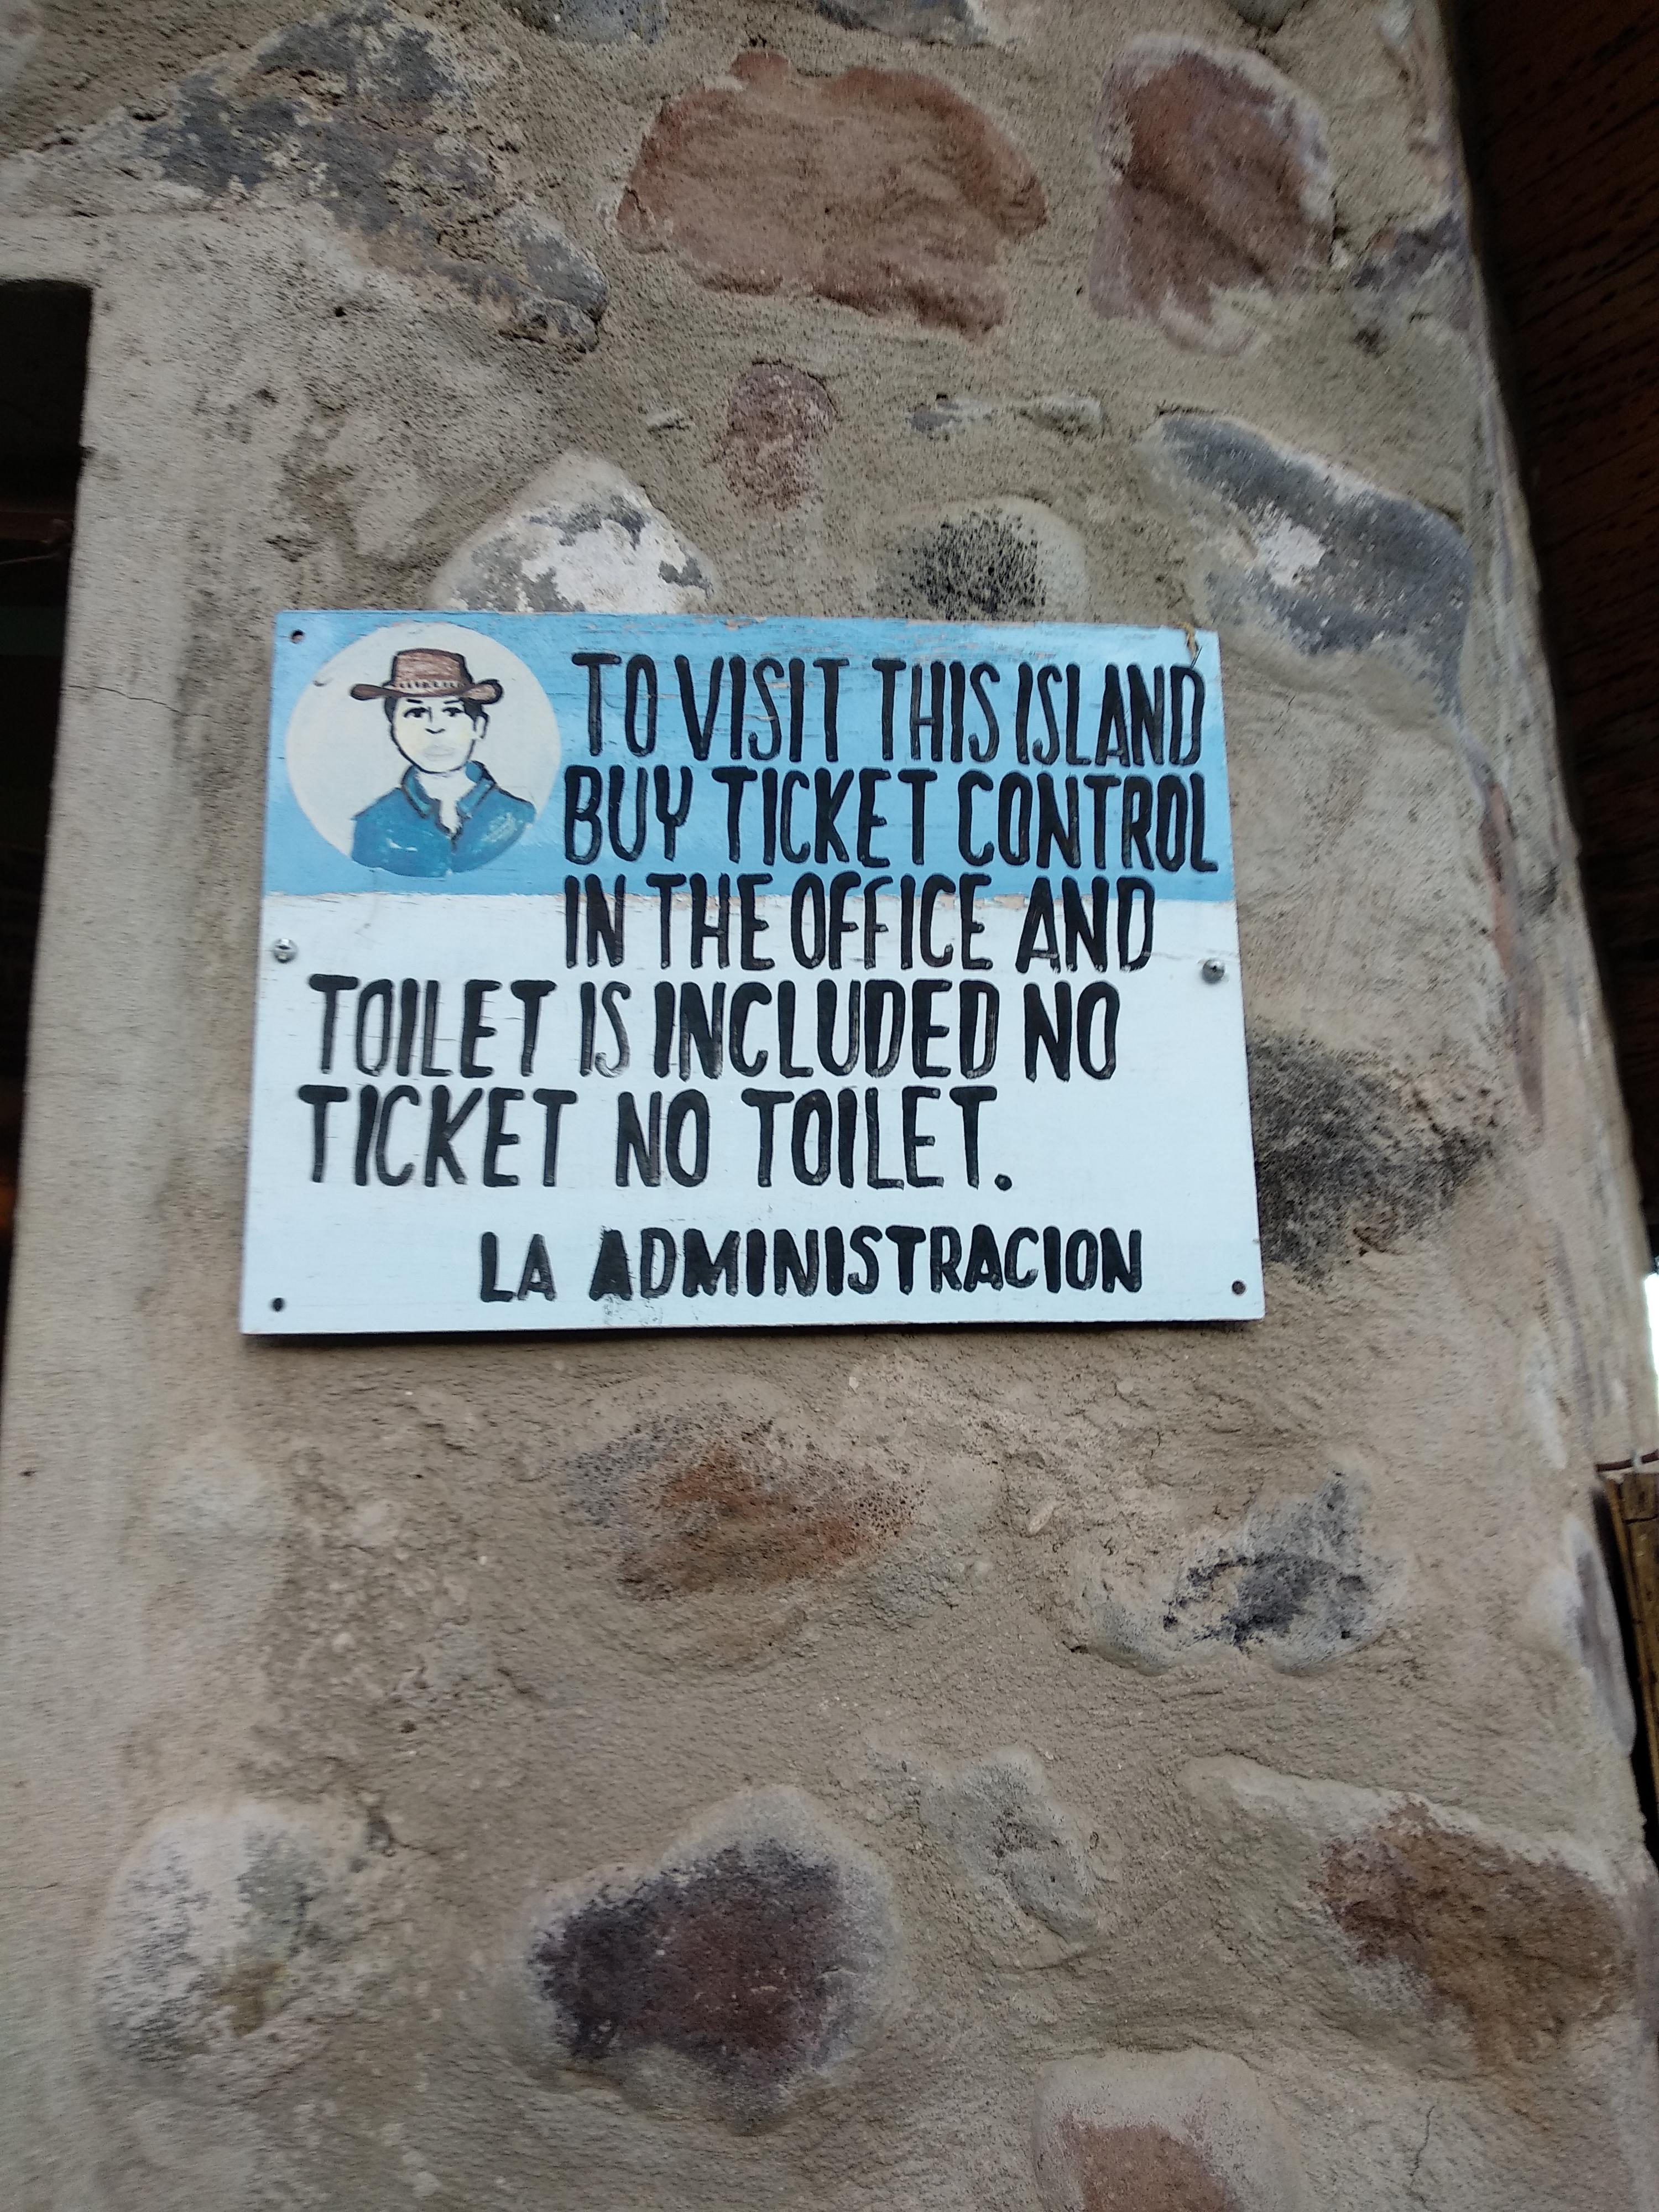 TO VISIT THIS ISLAND
BUY TICKET CONTROL
IN THE OFFICE AND
TOILET IS INCLUDED NO
TICKET NO TOILET.
LA ADMINISTRACION